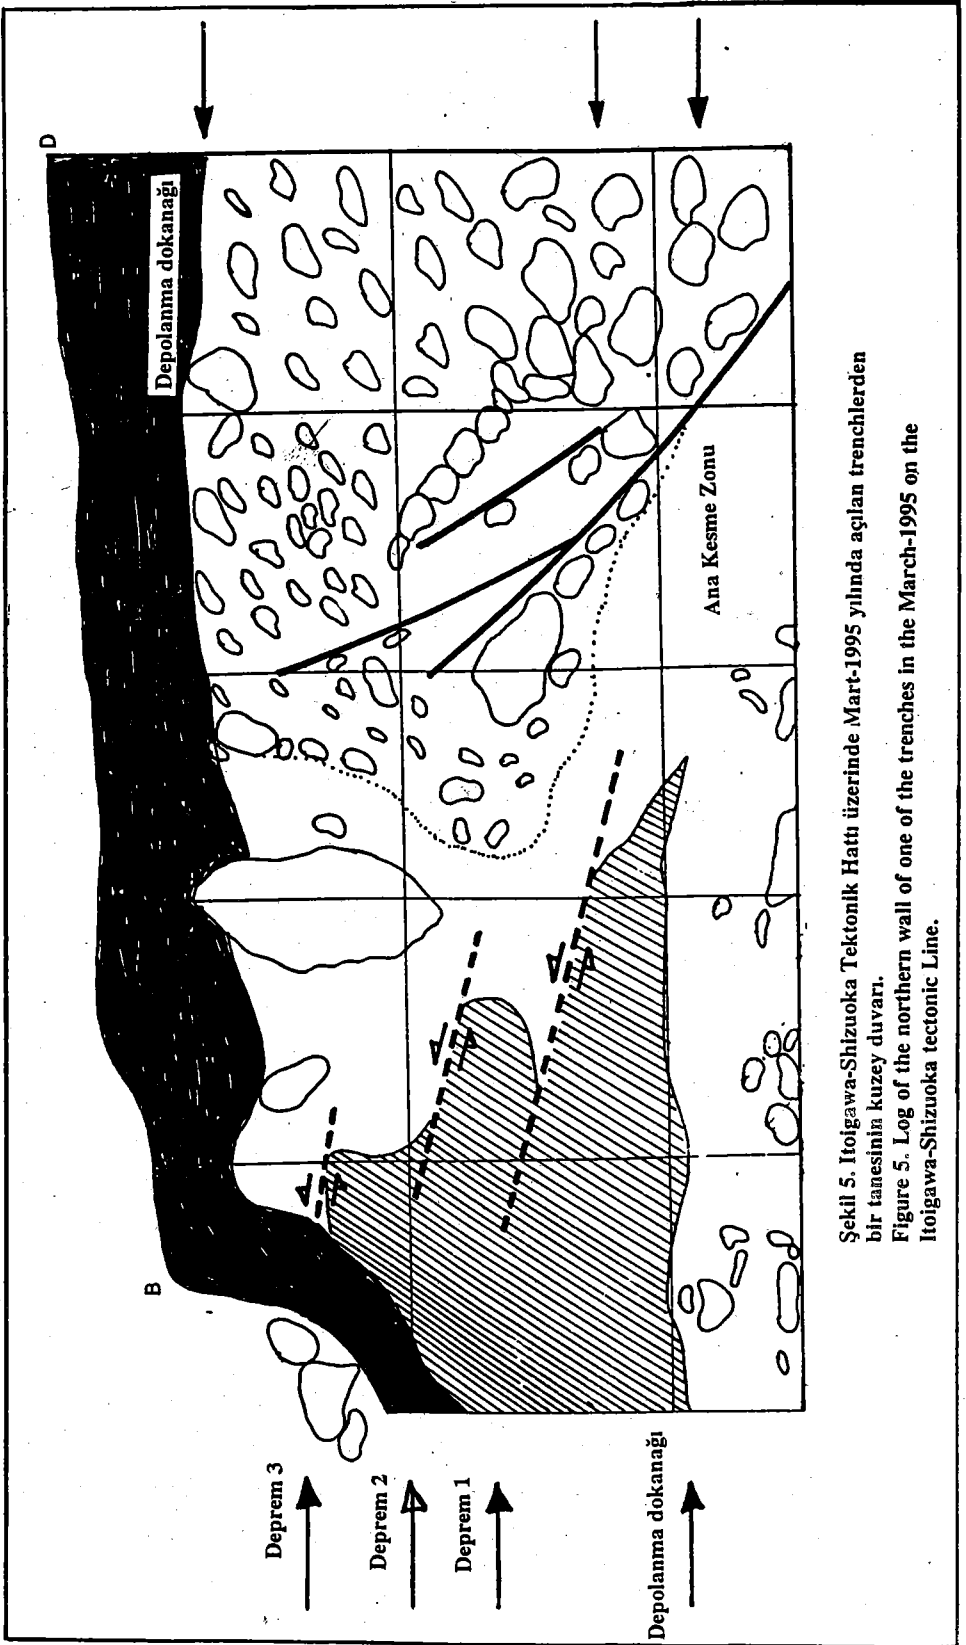 D
Depolanma dokanağı
B
Ana Kesme Zonu
Deprem 3
Deprem 2
Deprem 1
Depolanma dokanağı
Şekil 5. Itoigawa-Shizuoka Tektonik Hattı üzerinde Mart-1995 yılında açılan trenchlerden
bir tanesinin kuzey duvarı.
Figure 5. Log of the northern wall of one of the trenches in the March-1995 on the
Itoigawa-Shizuoka tectonic Line.